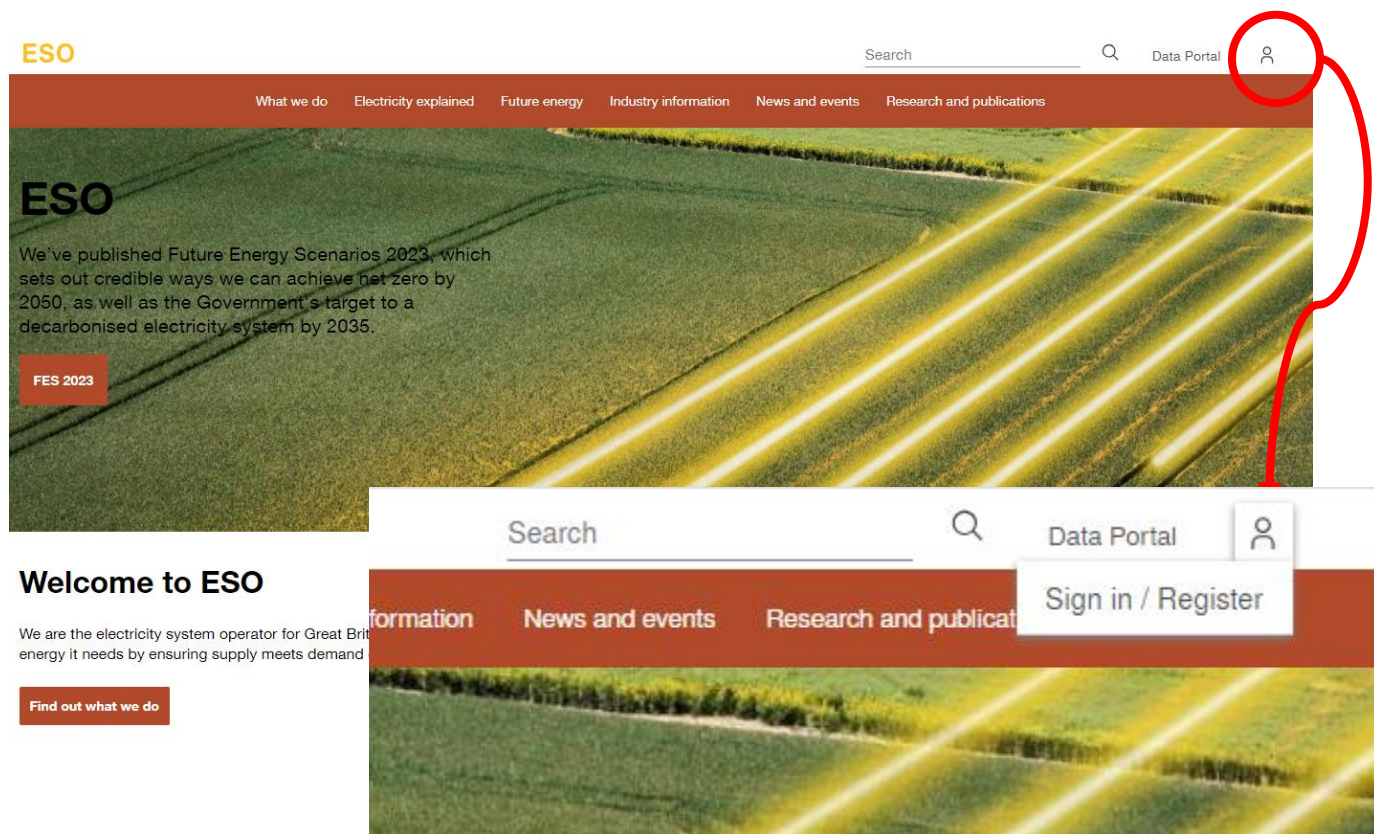 ESO
Search
Data Portal
What we do Electricity explained Future energy Industry information News and events Research and publications
ESO
We've published Future Energy Scenarios 2023, which
sets out credible ways we can achieve net zero by
2050, as well as the Government's target to a
decarbonised electricity system by 2035.
FES 2023
Welcome to ESO
We are the electricity system operator for Great Brit
energy it needs by ensuring supply meets demand
Find out what we do
Search
Data Portal
Sign in / Register
formation News and events Research and publicat